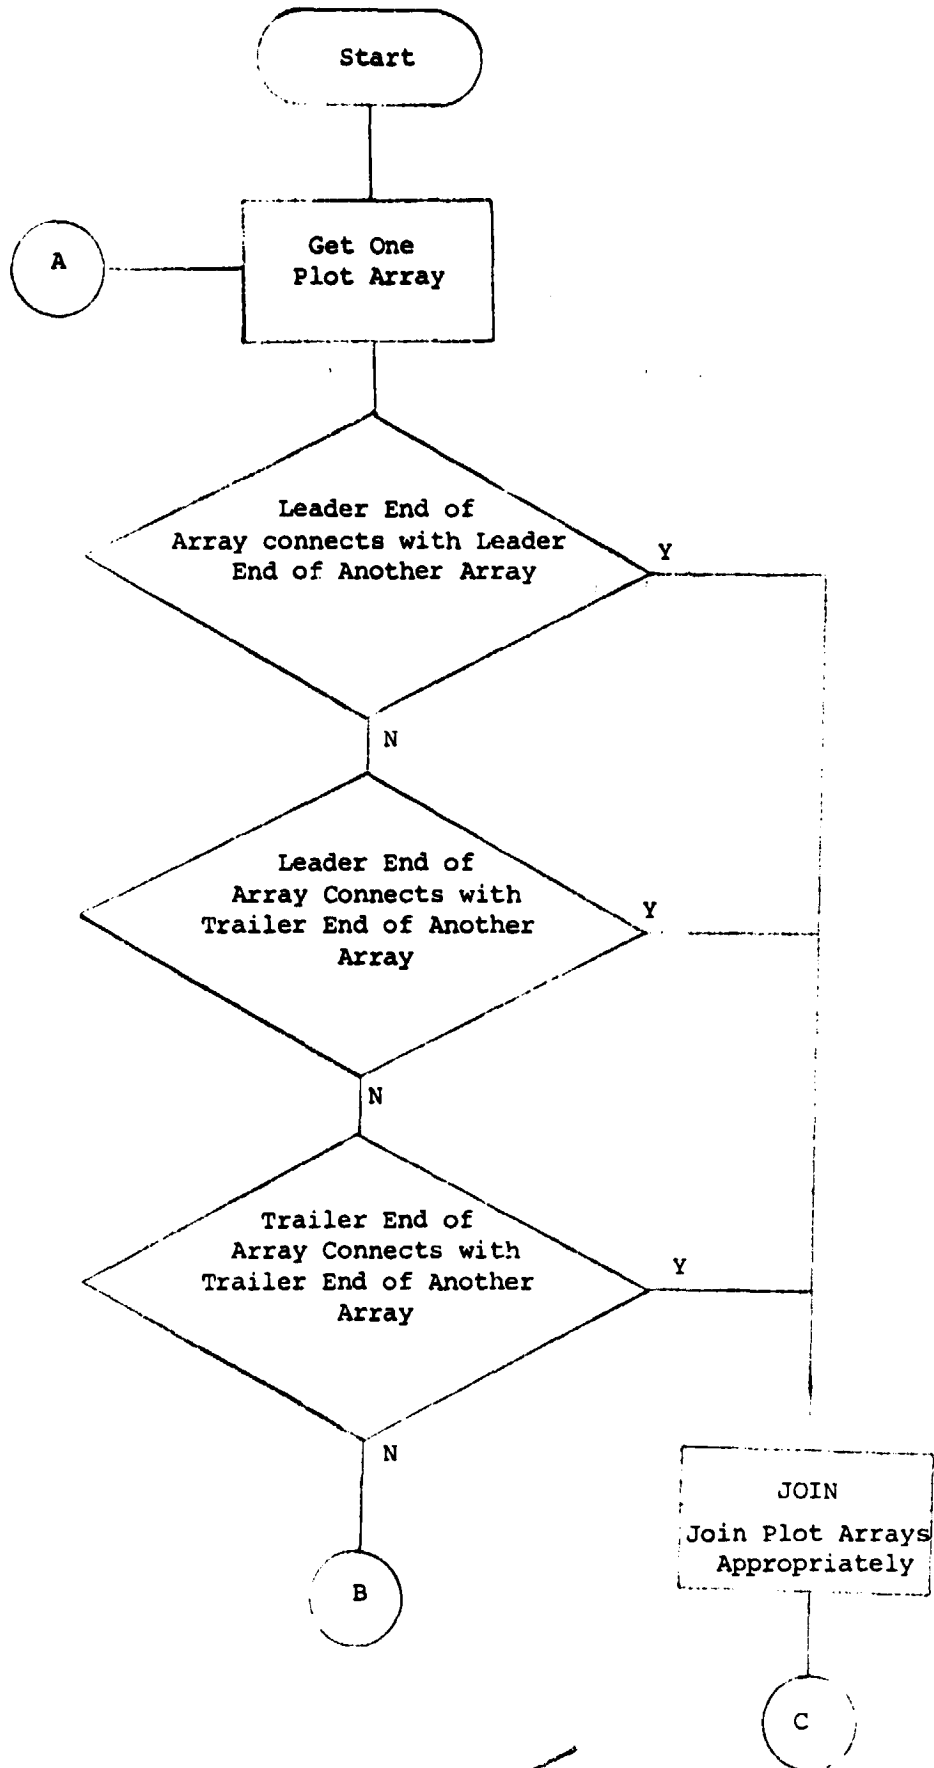 Start
A
Get One
Plot Array
Leader End of
Array connects with Leader
End of Another Array
Y
N
Leader End of
Array Connects with
Trailer End of Another
Array
Y
N
Trailer End of
Array Connects with
Trailer End of Another
Array
Y
N
JOIN
Join Plot Arrays
Appropriately
B
C